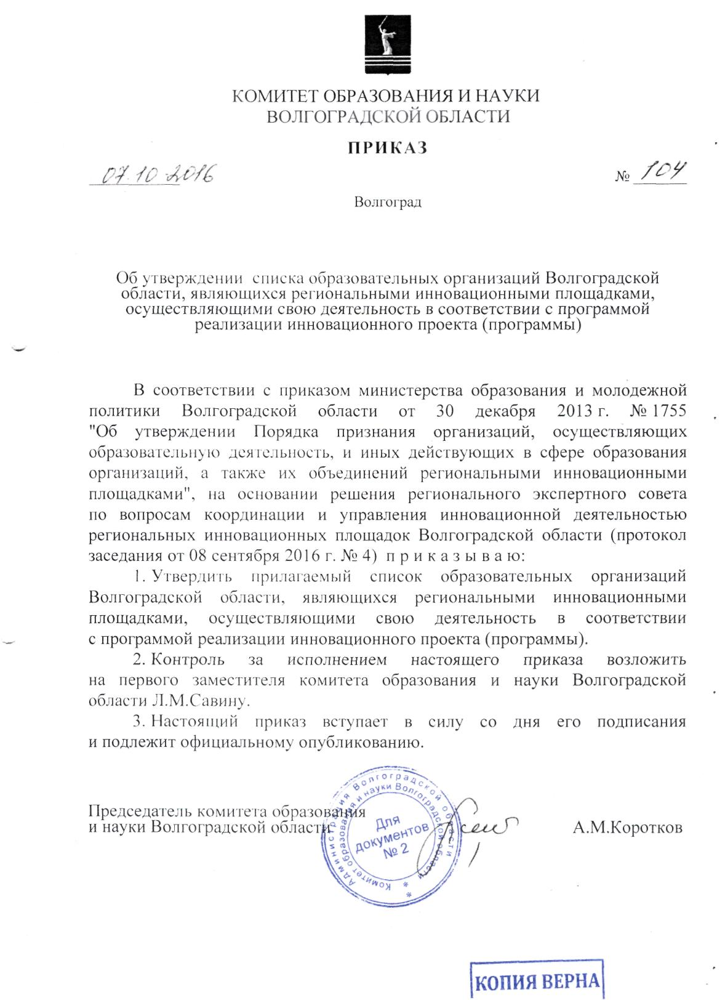 КОМИТЕТ ОБРАЗОВАНИЯ И НАУКИ
ВОЛГОГРАДСКОЙ ОБЛАСТИ
ПРИКАЗ
07.10.2016 № 104
Волгоград
Об утверждении списка образовательных организаций Волгоградской
области, являющихся региональными инновационными площадками,
осуществляющими свою деятельность в соответствии с программой
реализации инновационного проекта (программы)
В соответствии с приказом министерства образования и молодежной
политики Волгоградской области от 30 декабря 2013 г. № 1755
"Об утверждении Порядка признания организаций, осуществляющих
образовательную деятельность, и иных действующих в сфере образования
организаций, а также их объединений региональными инновационными
площадками", на основании решения регионального экспертного совета
по вопросам координации и управления инновационной деятельностью
региональных инновационных площадок Волгоградской области (протокол
заседания от 08 сентября 2016 г. № 4) п р и к а з ы в а ю:
1. Утвердить прилагаемый список образовательных организаций
Волгоградской области, являющихся региональными инновационными
площадками, осуществляющими свою деятельность в соответствии
с программой реализации инновационного проекта (программы).
2. Контроль за исполнением настоящего приказа возложить
на первого заместителя комитета образования и науки Волгоградской
области Л.М.Савину.
3. Настоящий приказ вступает в силу со дня его подписания
и подлежит официальному опубликованию.
Председатель комитета образования
и науки Волгоградской области А.М.Коротков
Администрация Волгоградской области *
Комитет образования и науки Волгоградской области *
Для
документов
№ 2
КОПИЯ ВЕРНА